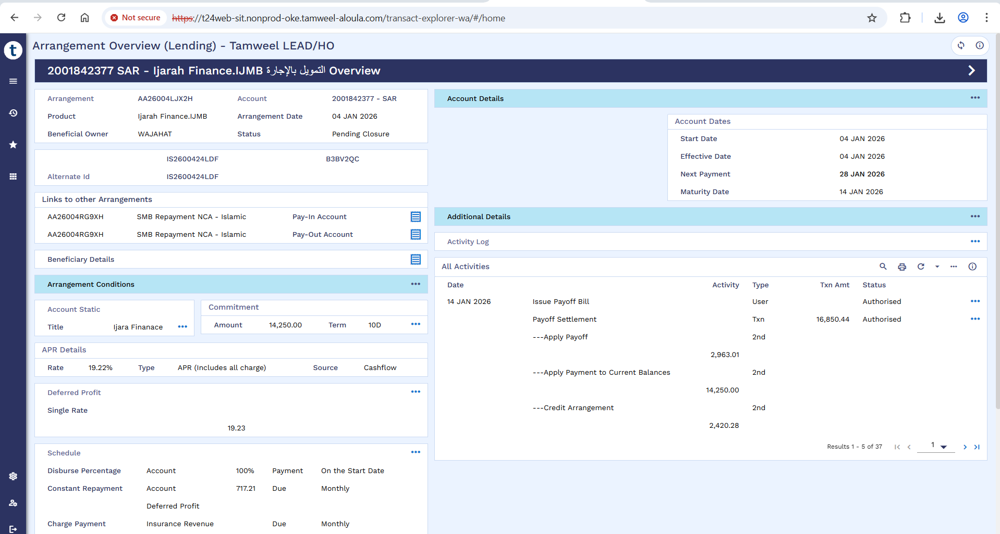 Not secure https://t24web-sit.nonprod-oke.tamweel-aloula.com/transact-explorer-wa/#/home
t
Arrangement Overview (Lending) - Tamweel LEAD/HO
2001842377 SAR - Ijarah Finance.IJMB التمويل بالإجارة Overview
Arrangement AA26004LJX2H Account 2001842377 - SAR
Product Ijarah Finance.IJMB Arrangement Date 04 JAN 2026
Beneficial Owner WAJAHAT Status Pending Closure
IS2600424LDF B3BV2QC
Alternate Id IS2600424LDF
Links to other Arrangements
AA26004RG9XH SMB Repayment NCA - Islamic Pay-In Account
AA26004RG9XH SMB Repayment NCA - Islamic Pay-Out Account
Beneficiary Details
Arrangement Conditions
Account Static
Title Ijara Finanace
Commitment
Amount 14,250.00 Term 10D
APR Details
Rate 19.22% Type APR (Includes all charge) Source Cashflow
Deferred Profit
Single Rate
19.23
Schedule
Disburse Percentage Account 100% Payment On the Start Date
Constant Repayment Account 717.21 Due Monthly
Deferred Profit
Charge Payment Insurance Revenue Due Monthly
Account Details
Account Dates
Start Date 04 JAN 2026
Effective Date 04 JAN 2026
Next Payment 28 JAN 2026
Maturity Date 14 JAN 2026
Additional Details
Activity Log
All Activities
Date Activity Type Txn Amt Status
14 JAN 2026 Issue Payoff Bill User Authorised
Payoff Settlement Txn 16,850.44 Authorised
---Apply Payoff 2nd
2,963.01
---Apply Payment to Current Balances 2nd
14,250.00
---Credit Arrangement 2nd
2,420.28
Results 1 - 5 of 37 1